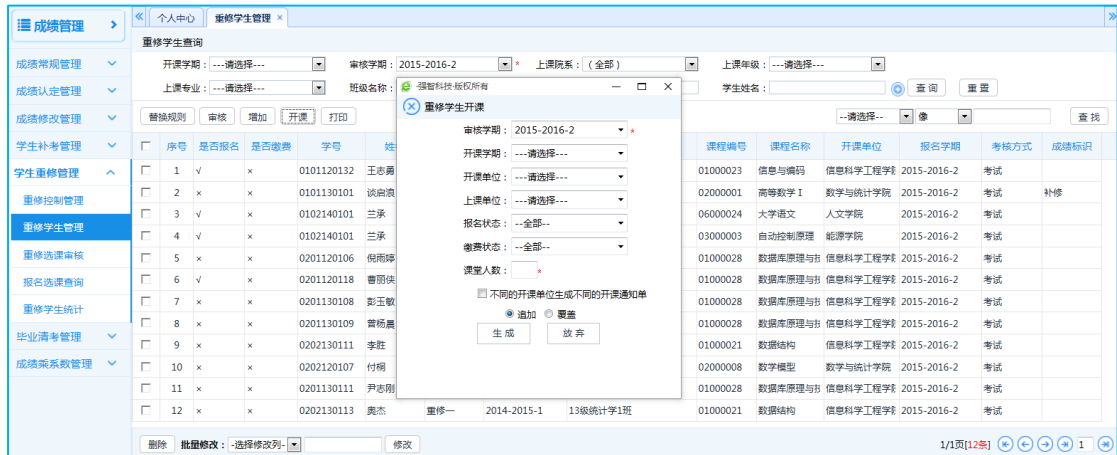 成绩管理
个人中心 重修学生管理 ×
重修学生查询
成绩常规管理
成绩认定管理
成绩修改管理
学生补考管理
学生重修管理
重修控制管理
重修学生管理
重修选课审核
报名选课查询
重修学生统计
毕业清考管理
成绩乘系数管理
开课学期：---请选择--- 审核学期：2015-2016-2 * 上课院系：（全部） 上课年级：---请选择---
上课专业：---请选择--- 班级名称： 学生姓名： 查询 重置
替换规则 审核 增加 开课 打印 --请选择-- 像 查找
序号 是否报名 是否缴费 学号 课程编号 课程名称 开课单位 报名学期 考核方式 成绩标识
1 √ × 0101120132 王志勇 01000023 信息与编码 信息科学工程学 2015-2016-2 考试
2 × × 0101130101 谈启浪 02000001 高等数学 I 数学与统计学院 2015-2016-2 考试 补修
3 √ × 0102140101 兰承 06000024 大学语文 人文学院 2015-2016-2 考试
4 √ × 0102140101 兰承 03000003 自动控制原理 能源学院 2015-2016-2 考试
5 × × 0201120106 倪雨婷 01000028 数据库原理与 信息科学工程学 2015-2016-2 考试
6 √ × 0201120118 曹丽侠 01000028 数据库原理与 信息科学工程学 2015-2016-2 考试
7 × × 0201130108 彭玉敏 01000028 数据库原理与 信息科学工程学 2015-2016-2 考试
8 × × 0201130109 曾杨晨 01000028 数据库原理与 信息科学工程学 2015-2016-2 考试
9 × × 0202130111 李胜 01000021 数据结构 信息科学工程学 2015-2016-2 考试
10 × × 0202120107 付桐 02000008 数学模型 数学与统计学院 2015-2016-2 考试
11 × × 0201130111 尹志刚 01000028 数据库原理与 信息科学工程学 2015-2016-2 考试
12 × × 0202130113 奥杰 重修一 2014-2015-1 13级统计学1班 01000021 数据结构 信息科学工程学 2015-2016-2 考试
删除 批量修改：-选择修改列- 修改 1/1页[12条] 1
强智科技·版权所有
重修学生开课
审核学期：2015-2016-2 *
开课学期：---请选择---
开课单位：---请选择---
上课单位：---请选择---
报名状态：--全部--
缴费状态：--全部--
课堂人数： *
不同的开课单位生成不同的开课通知单
追加 覆盖
生成 放弃